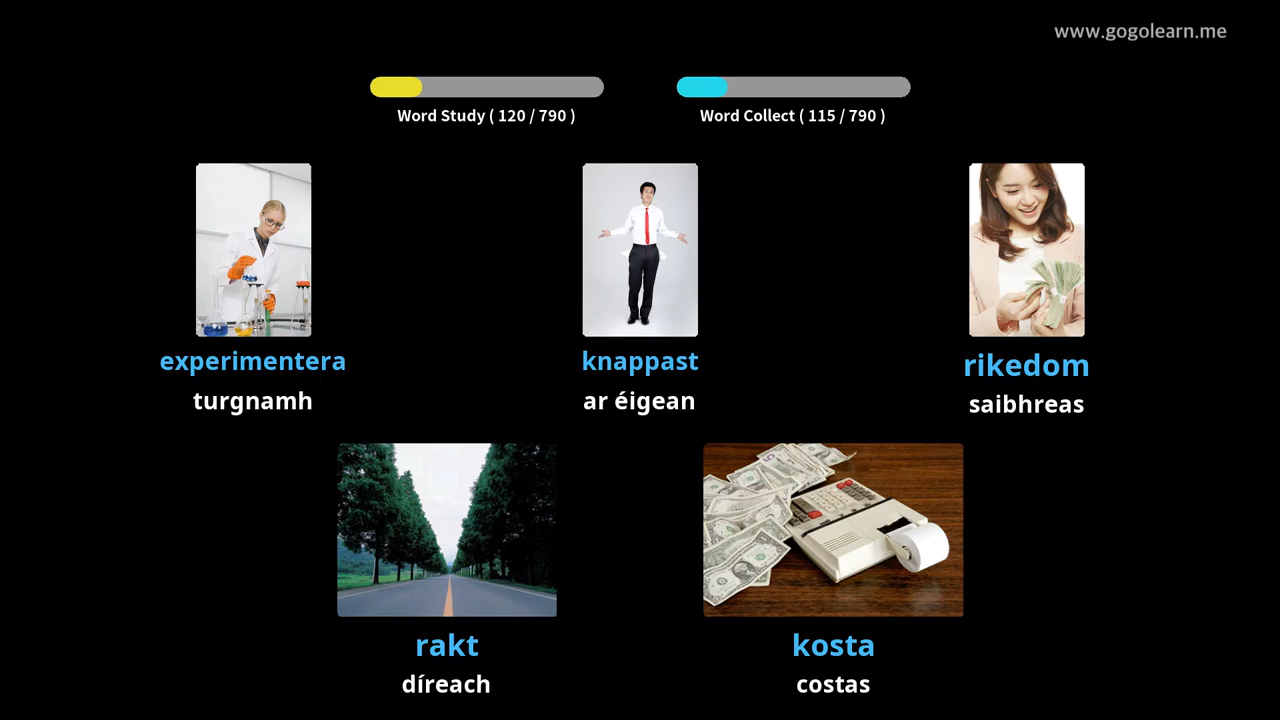 www.gogolearn.me
Word Study ( 120 / 790 )
Word Collect ( 115 / 790 )
experimentera
turgnamh
knappast
ar éigean
rikedom
saibhreas
rakt
díreach
kosta
costas